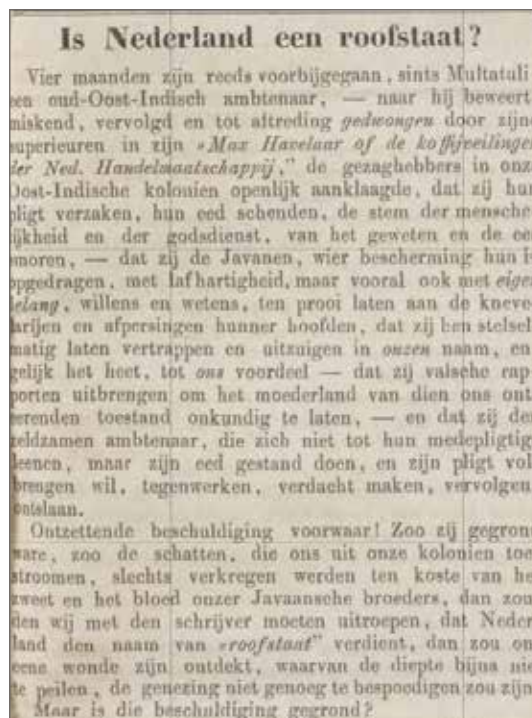 Is Nederland een roofstaat?
Vier maanden zijn reeds voorbijgegaan, sints Multatuli
een oud-Oost-Indisch ambtenaar, — naar hij beweert
miskend, vervolgd en tot aftreding gedwongen door zijne
superieuren in zijn „Max Havelaar of de koffijveilingen
der Ned. Handelmaatschappij," de gezaghebbers in onze
Oost-Indische kolonien openlijk aanklaagde, dat zij hun
pligt verzaken, hun eed schenden, de stem der mensche
lijkheid en der godsdienst, van het geweten en de eer
smoren, — dat zij de Javanen, wier bescherming hun is
opgedragen, met lafhartigheid, maar vooral ook met eigen
belang, willens en wetens, ten prooi laten aan de kneve
larijen en afpersingen hunner hoofden, dat zij hen stelsel
matig laten vertrappen en uitzuigen in onzen naam, en
gelijk het heet, tot ons voordeel — dat zij valsche rap
porten uitbrengen om het moederland van dien ons ont
eerenden toestand onkundig te laten, — en dat zij den
zeldzamen ambtenaar, die zich niet tot hun medepligtig
leenen, maar zijn eed gestand doen, en zijn pligt vol
brengen wil, tegenwerken, verdacht maken, vervolgen
ontslaan.
Ontzettende beschuldiging voorwaar! Zoo zij gegrond
ware, zoo de schatten, die ons uit onze kolonien toe
stroomen, slechts verkregen werden ten koste van het
zweet en het bloed onzer Javaansche broeders, dan zou
den wij met den schrijver moeten uitroepen, dat Neder
land den naam van „roofstaat" verdient, dan zou ons
eene wonde zijn ontdekt, waarvan de diepte bijna niet
te peilen, de genezing niet genoeg te bespoedigen zou zijn
Maar is die beschuldiging gegrond?